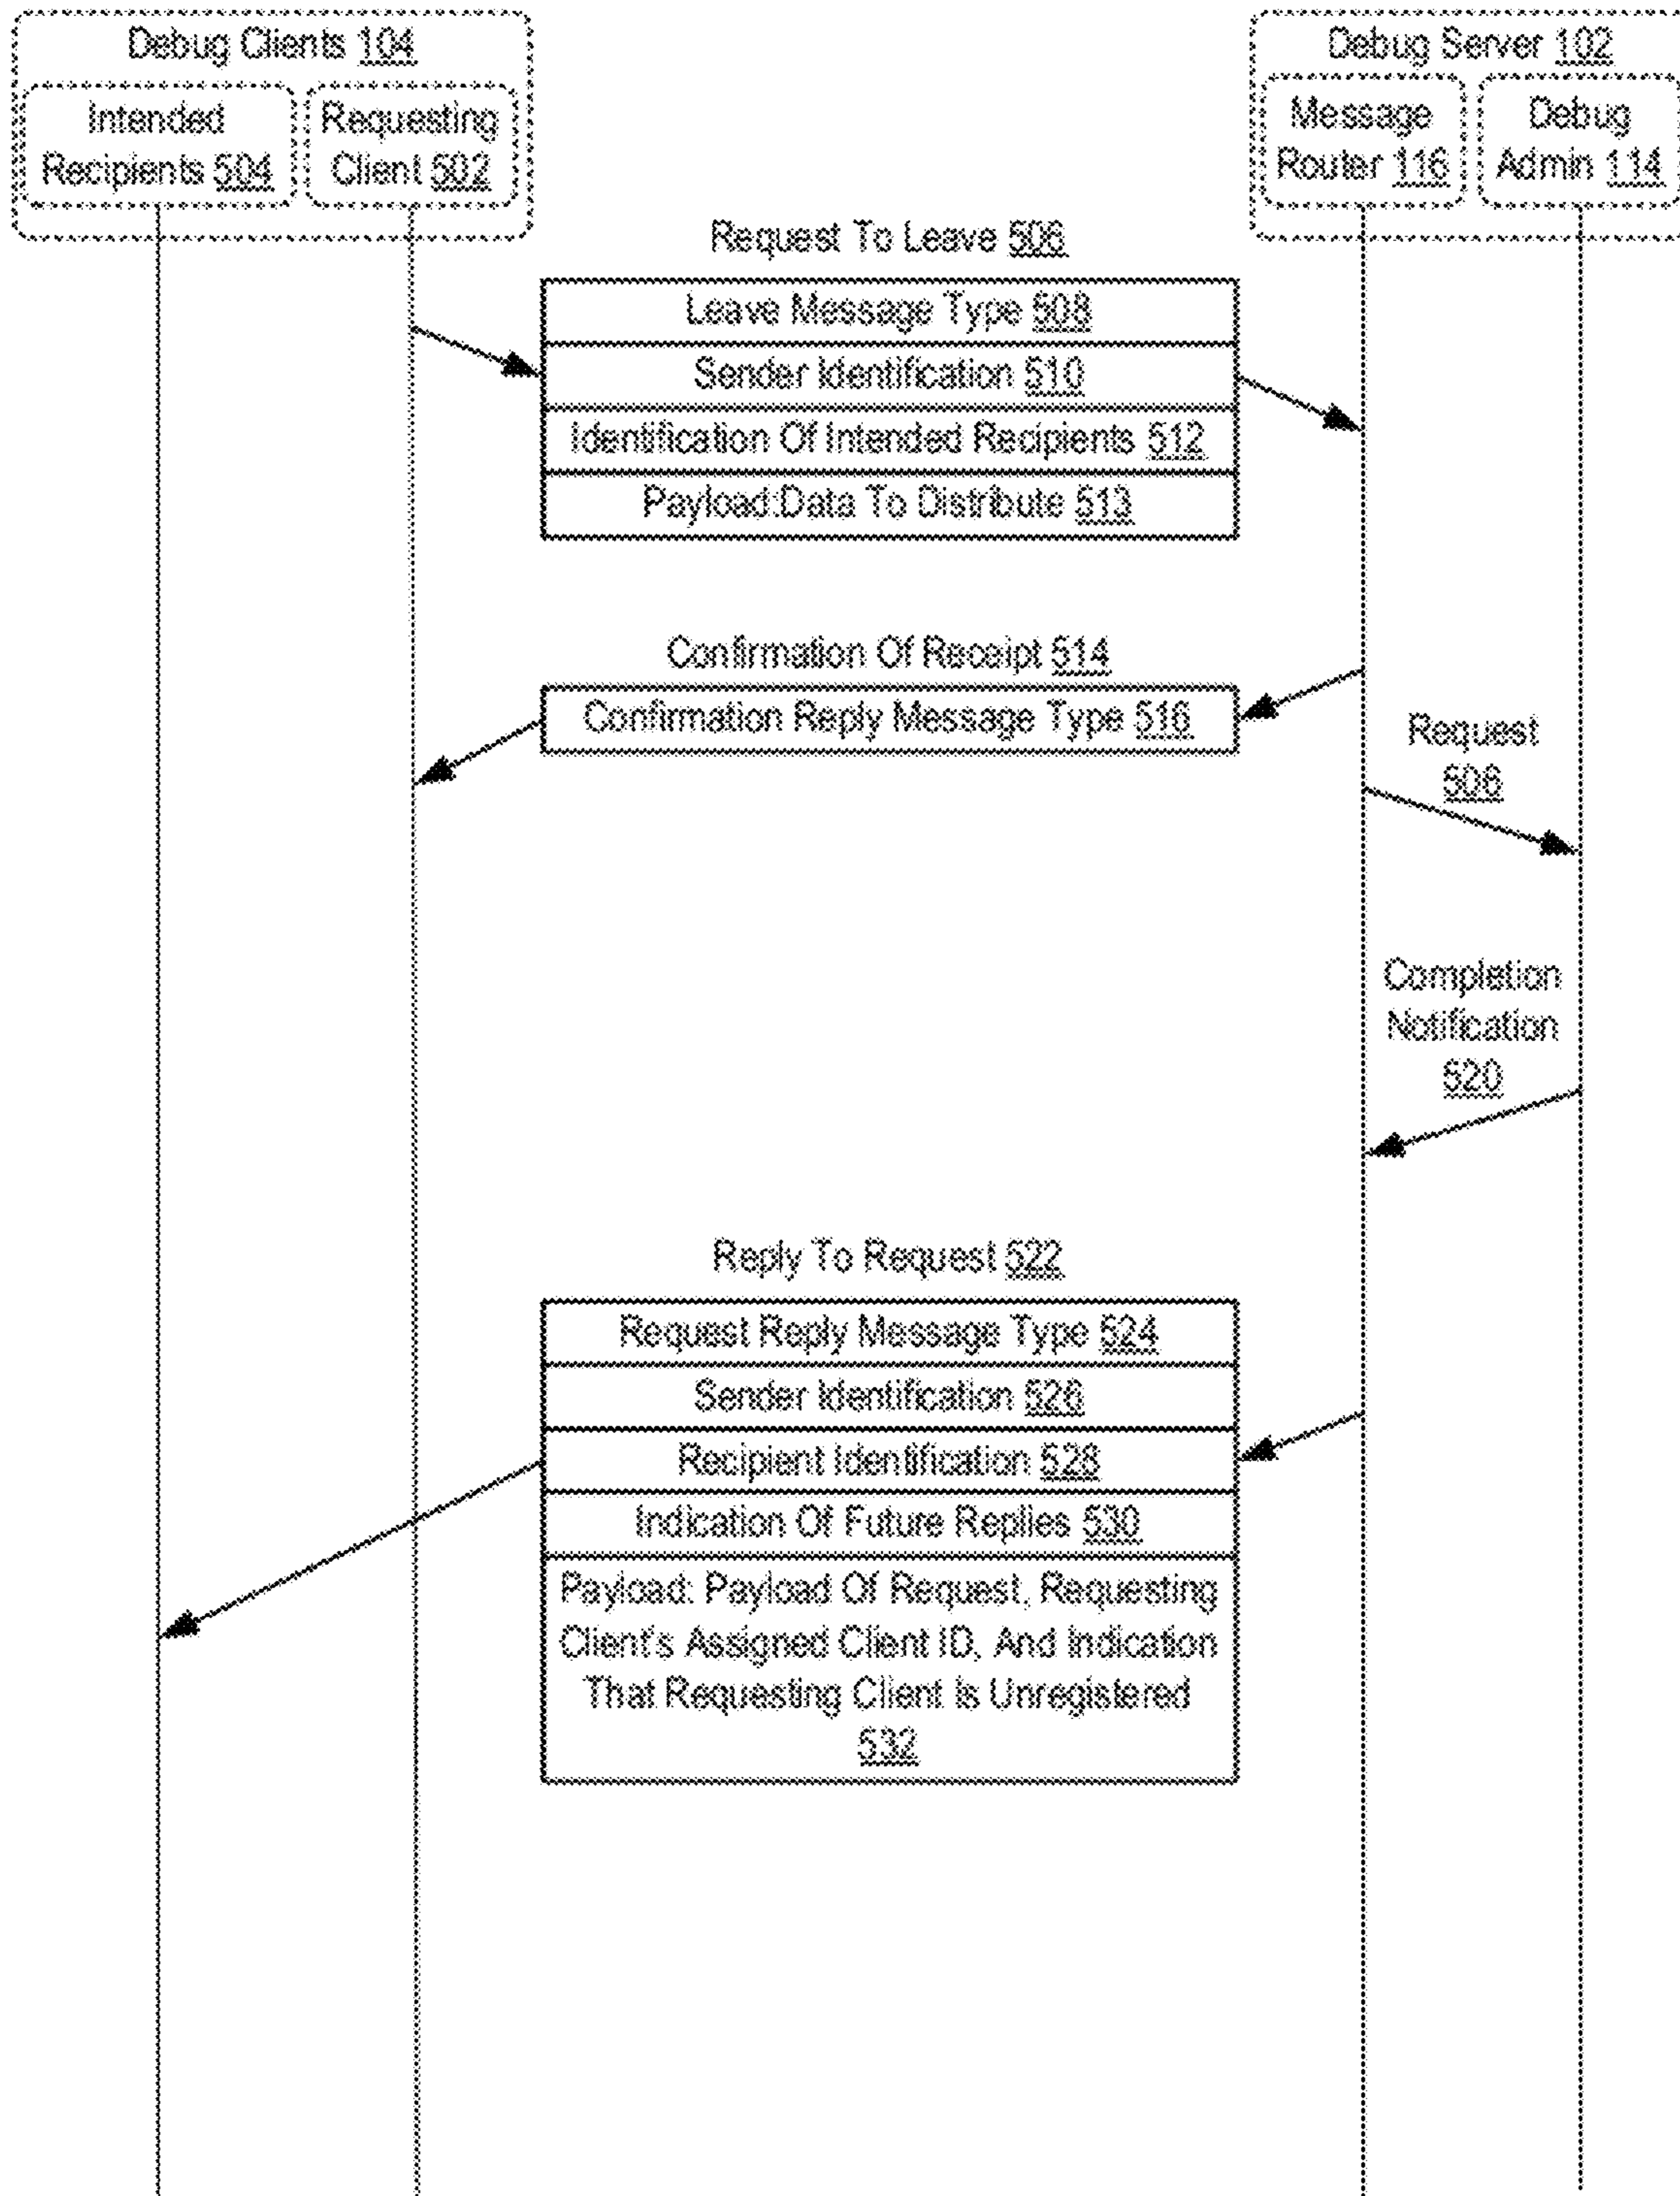 Debug Clients 104
Intended
Recipients 504
Requesting
Client 502
Debug Server 102
Message
Router 116
Debug
Admin 114
Request To Leave 506
Leave Message Type 508
Sender Identification 510
Identification Of Intended Recipients 512
Payload:Data To Distribute 513
Confirmation Of Receipt 514
Confirmation Reply Message Type 516
Request
506
Completion
Notification
520
Reply To Request 522
Request Reply Message Type 524
Sender Identification 526
Recipient Identification 528
Indication Of Future Replies 530
Payload: Payload Of Request, Requesting
Client's Assigned Client ID, And Indication
That Requesting Client Is Unregistered
532